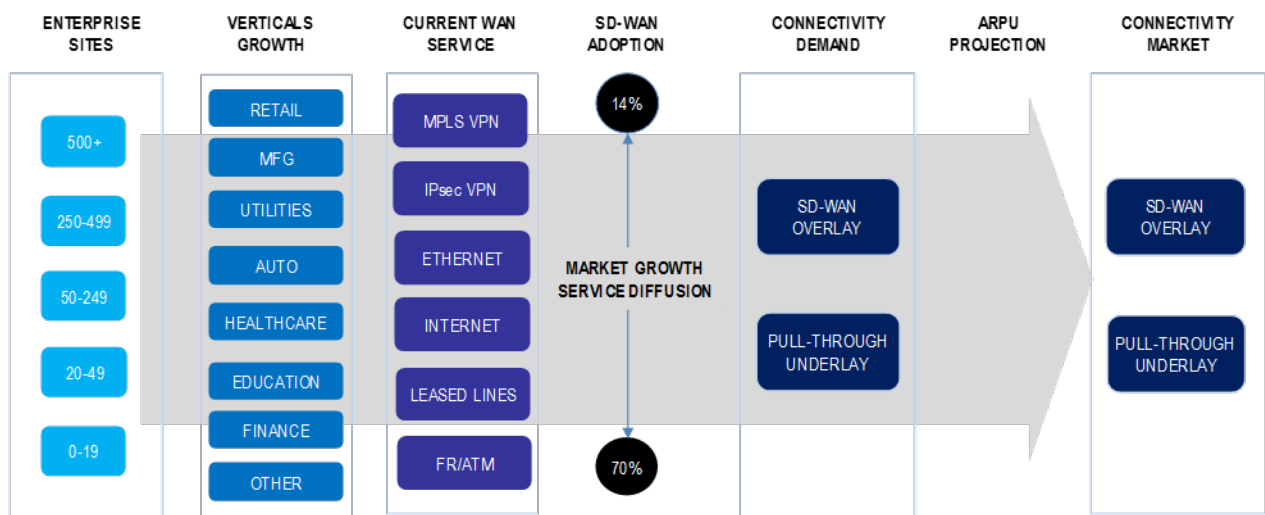 ENTERPRISE
SITES
VERTICALS
GROWTH
CURRENT WAN
SERVICE
SD-WAN
ADOPTION
CONNECTIVITY
DEMAND
ARPU
PROJECTION
CONNECTIVITY
MARKET
500+
250-499
50-249
20-49
0-19
RETAIL
MFG
UTILITIES
AUTO
HEALTHCARE
EDUCATION
FINANCE
OTHER
MPLS VPN
IPsec VPN
ETHERNET
INTERNET
LEASED LINES
FR/ATM
14%
MARKET GROWTH
SERVICE DIFFUSION
70%
SD-WAN
OVERLAY
PULL-THROUGH
UNDERLAY
SD-WAN
OVERLAY
PULL-THROUGH
UNDERLAY